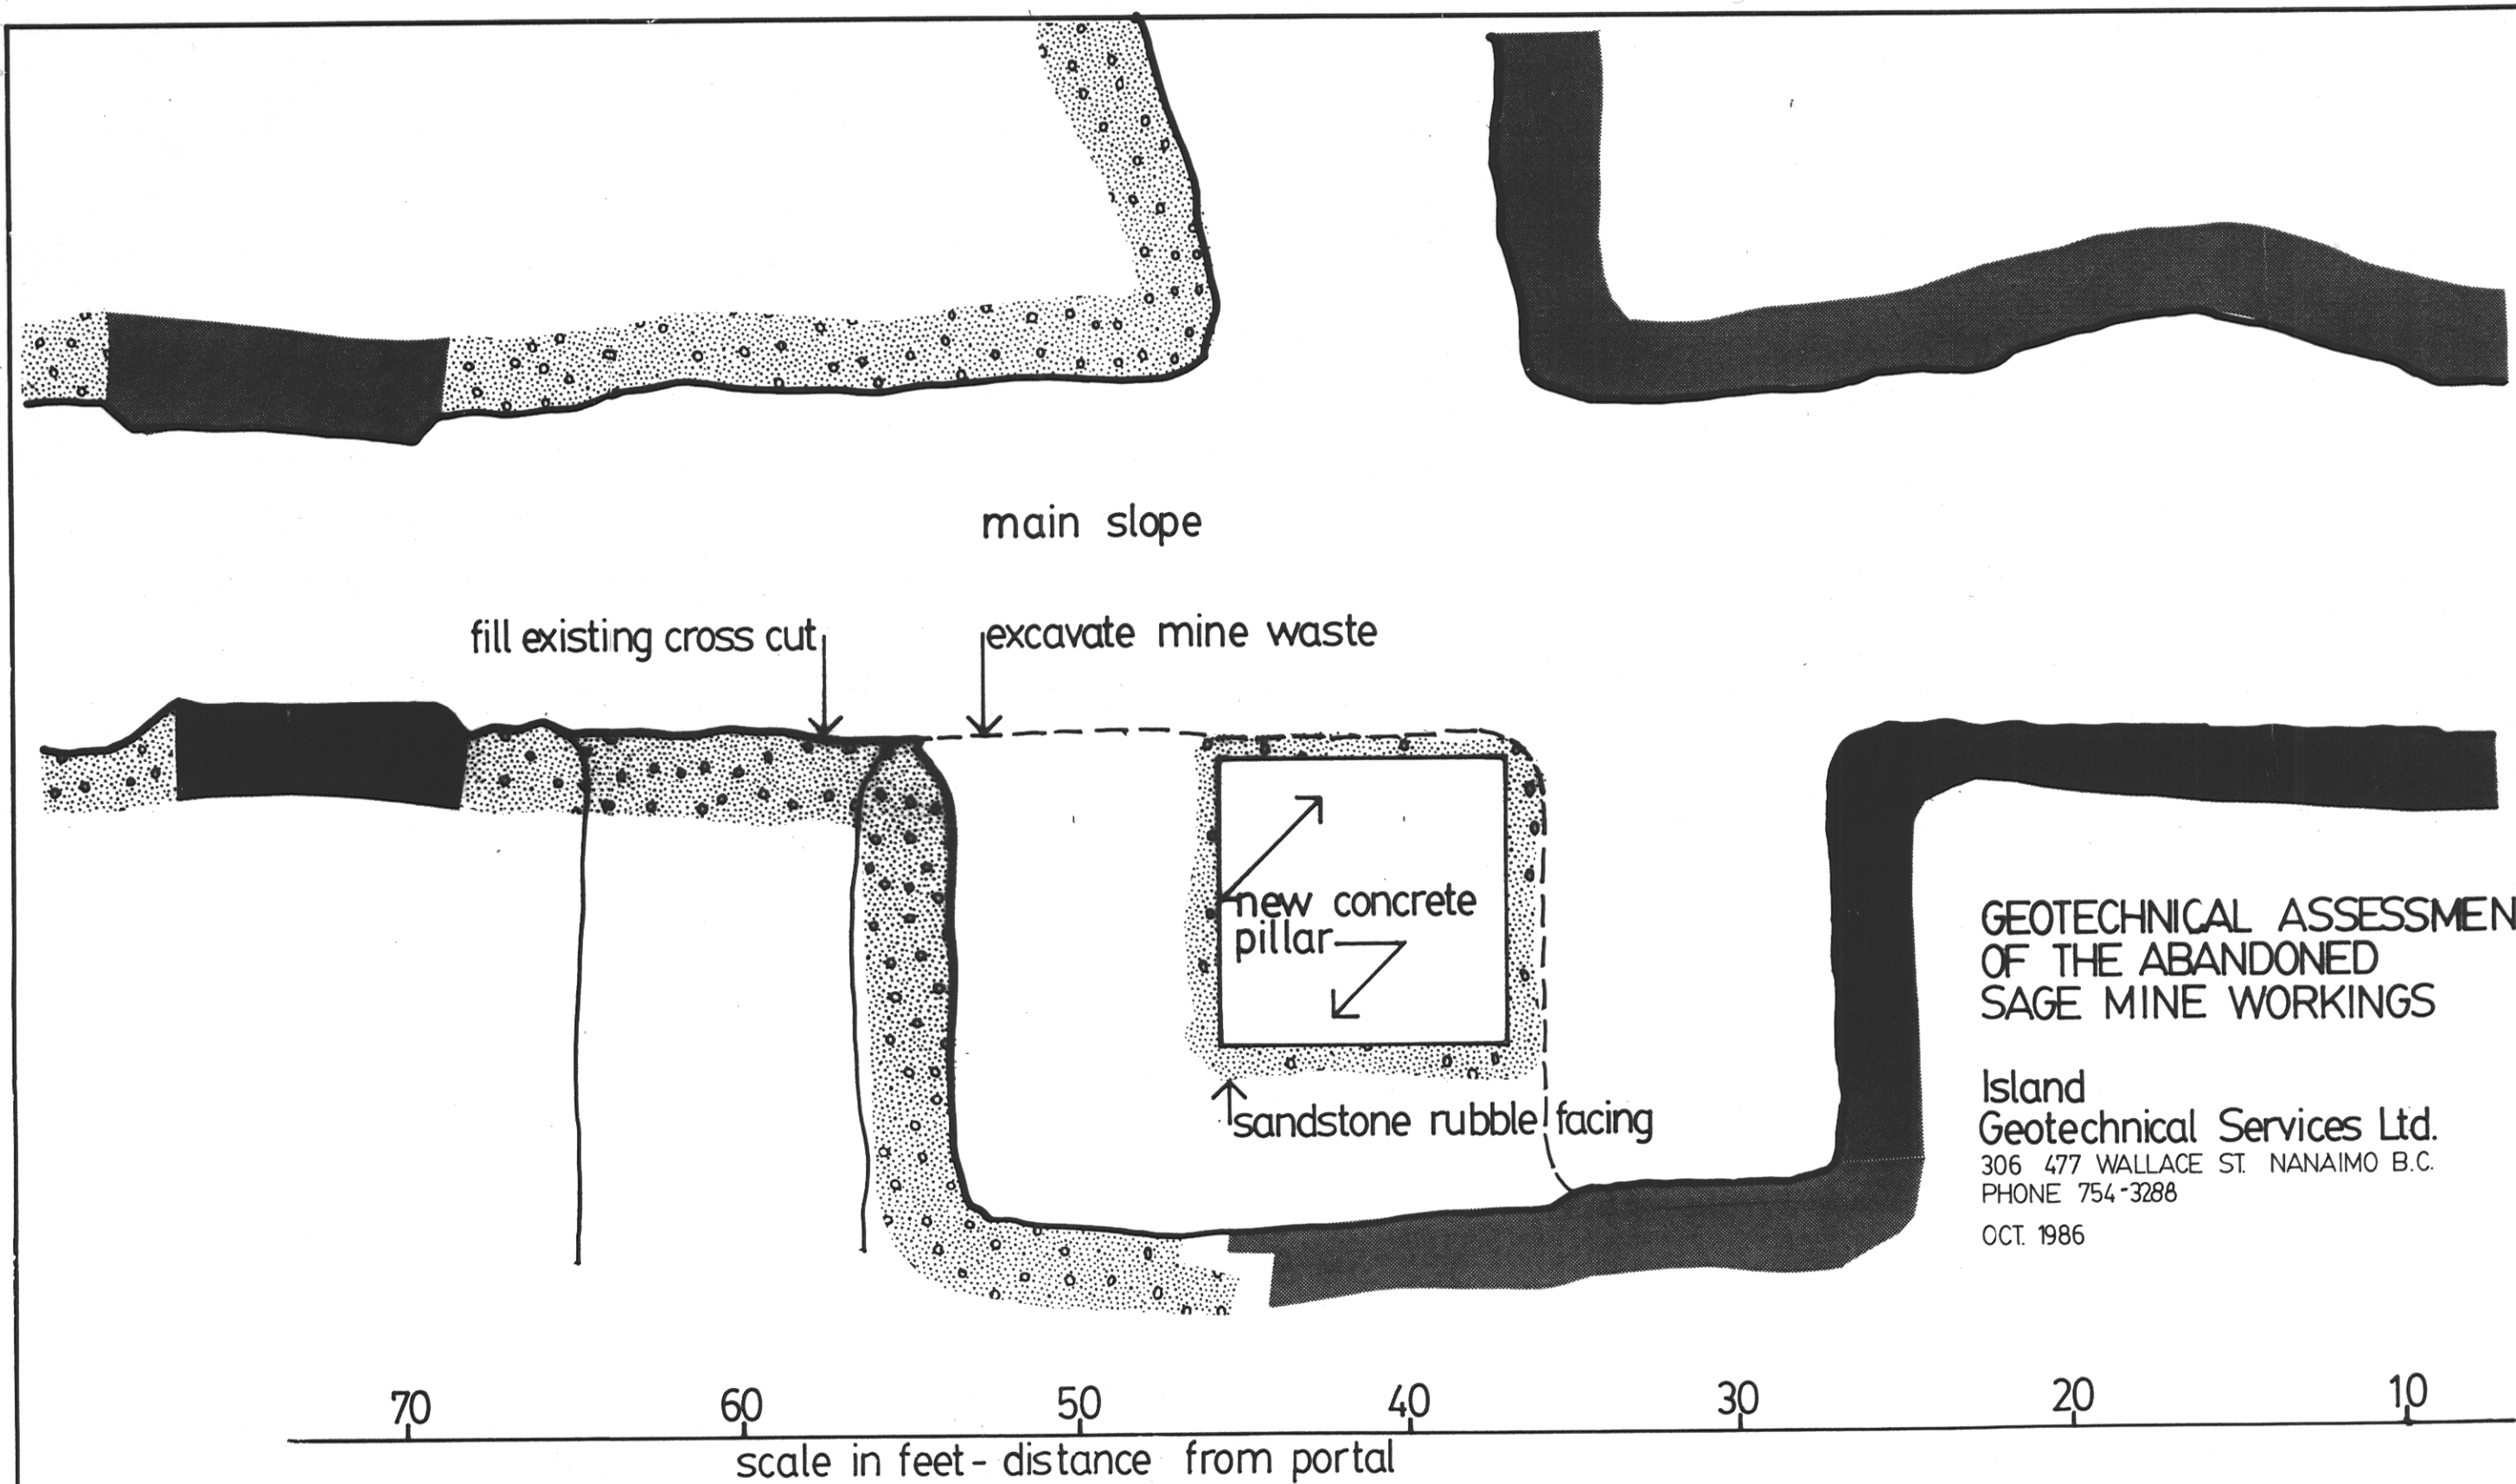 main slope
fill existing cross cut
excavate mine waste
new concrete
pillar
sandstone rubble facing
GEOTECHNICAL ASSESSMEN
OF THE ABANDONED
SAGE MINE WORKINGS
Island
Geotechnical Services Ltd.
306 477 WALLACE ST. NANAIMO B.C.
PHONE 754-3288
OCT. 1986
70 60 50 40 30 20 10
scale in feet - distance from portal